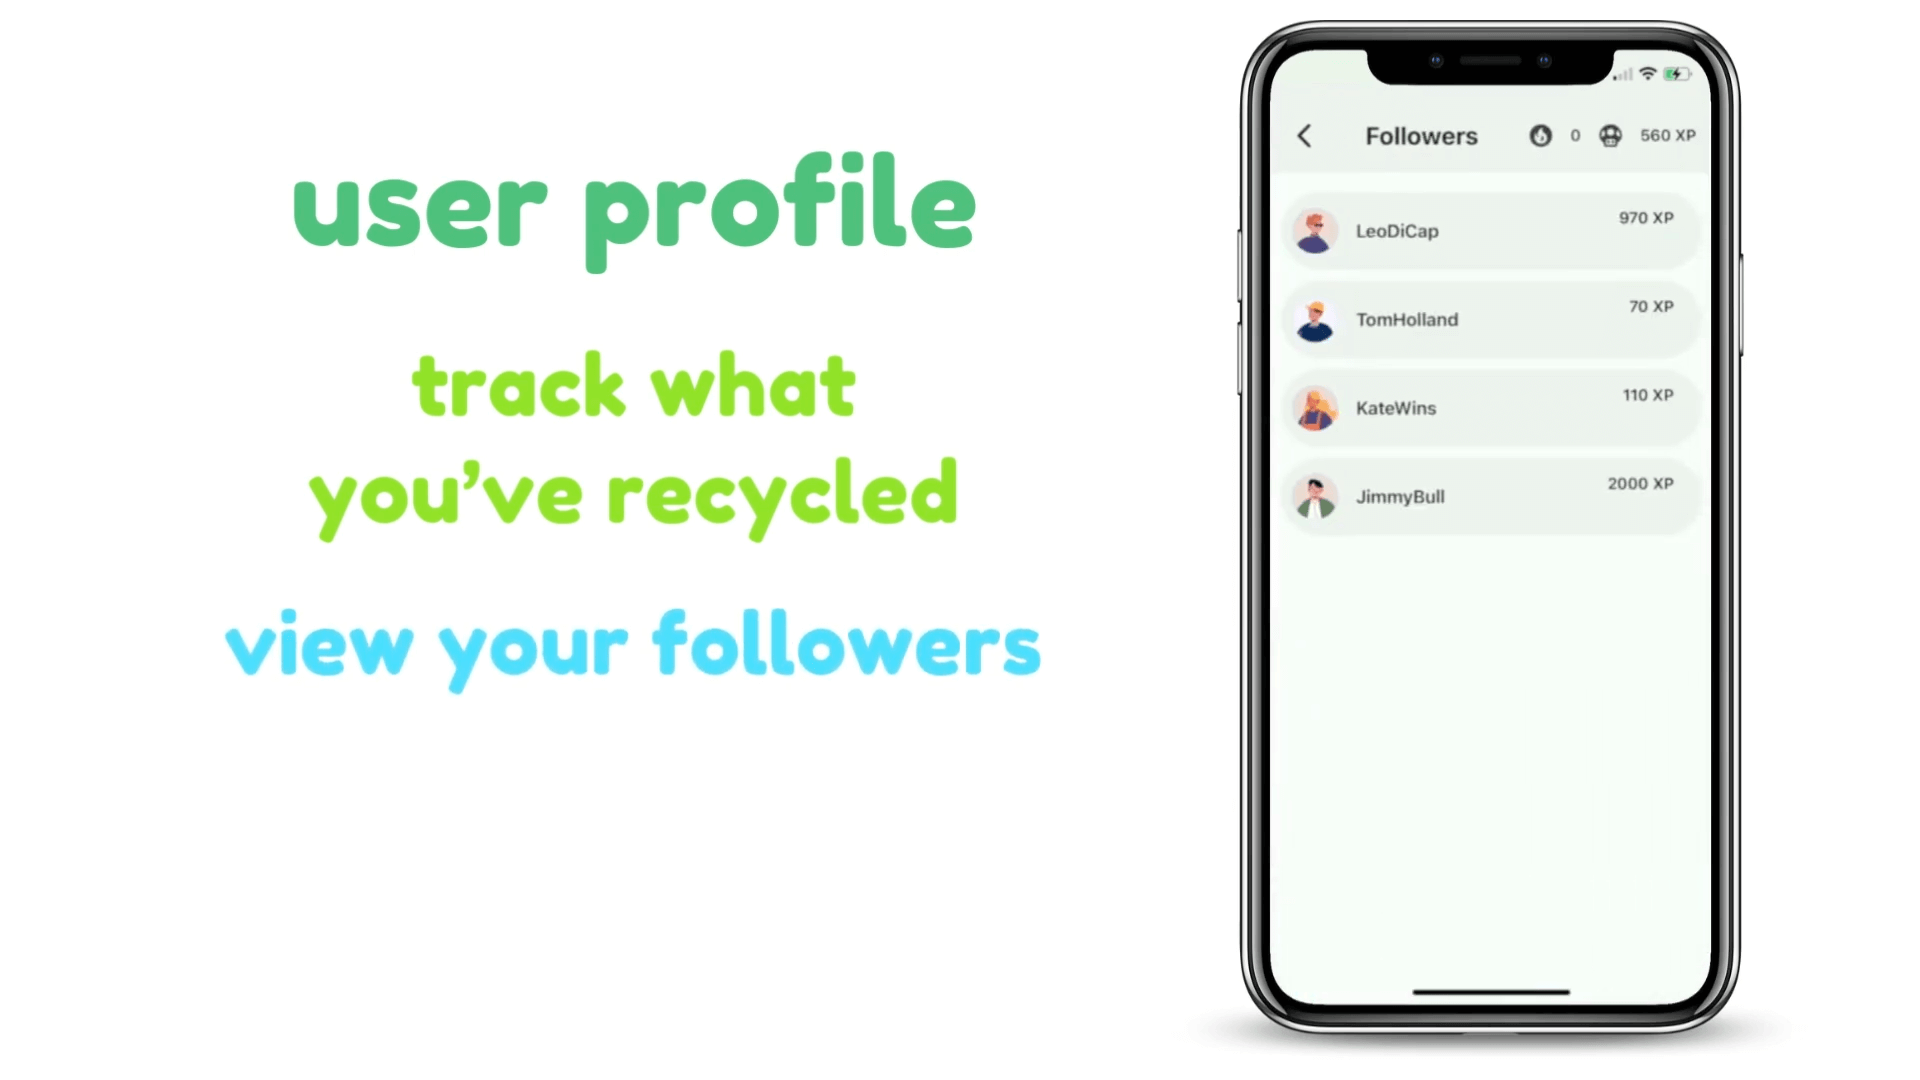 user profile
track what
you've recycled
view your followers
Followers 0 560 XP
LeoDiCap 970 XP
TomHolland 70 XP
KateWins 110 XP
JimmyBull 2000 XP